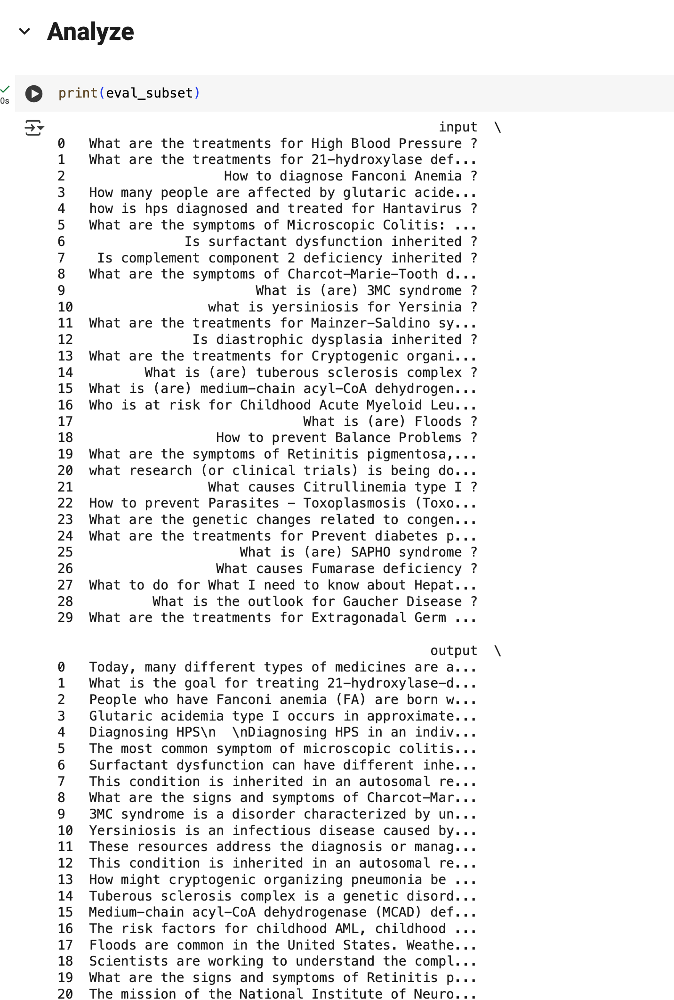 Analyze
0s
print(eval_subset)
input \
0 What are the treatments for High Blood Pressure ?
1 What are the treatments for 21-hydroxylase def...
2 How to diagnose Fanconi Anemia ?
3 How many people are affected by glutaric acide...
4 how is hps diagnosed and treated for Hantavirus ?
5 What are the symptoms of Microscopic Colitis: ...
6 Is surfactant dysfunction inherited ?
7 Is complement component 2 deficiency inherited ?
8 What are the symptoms of Charcot-Marie-Tooth d...
9 What is (are) 3MC syndrome ?
10 what is yersiniosis for Yersinia ?
11 What are the treatments for Mainzer-Saldino sy...
12 Is diastrophic dysplasia inherited ?
13 What are the treatments for Cryptogenic organi...
14 What is (are) tuberous sclerosis complex ?
15 What is (are) medium-chain acyl-CoA dehydrogen...
16 Who is at risk for Childhood Acute Myeloid Leu...
17 What is (are) Floods ?
18 How to prevent Balance Problems ?
19 What are the symptoms of Retinitis pigmentosa,...
20 what research (or clinical trials) is being do...
21 What causes Citrullinemia type I ?
22 How to prevent Parasites - Toxoplasmosis (Toxo...
23 What are the genetic changes related to congen...
24 What are the treatments for Prevent diabetes p...
25 What is (are) SAPHO syndrome ?
26 What causes Fumarase deficiency ?
27 What to do for What I need to know about Hepat...
28 What is the outlook for Gaucher Disease ?
29 What are the treatments for Extragonadal Germ ...
output \
0 Today, many different types of medicines are a...
1 What is the goal for treating 21-hydroxylase-d...
2 People who have Fanconi anemia (FA) are born w...
3 Glutaric acidemia type I occurs in approximate...
4 Diagnosing HPS\n  \nDiagnosing HPS in an indiv...
5 The most common symptom of microscopic colitis...
6 Surfactant dysfunction can have different inhe...
7 This condition is inherited in an autosomal re...
8 What are the signs and symptoms of Charcot-Mar...
9 3MC syndrome is a disorder characterized by un...
10 Yersiniosis is an infectious disease caused by...
11 These resources address the diagnosis or manag...
12 This condition is inherited in an autosomal re...
13 How might cryptogenic organizing pneumonia be ...
14 Tuberous sclerosis complex is a genetic disord...
15 Medium-chain acyl-CoA dehydrogenase (MCAD) def...
16 The risk factors for childhood AML, childhood ...
17 Floods are common in the United States. Weathe...
18 Scientists are working to understand the compl...
19 What are the signs and symptoms of Retinitis p...
20 The mission of the National Institute of Neuro...